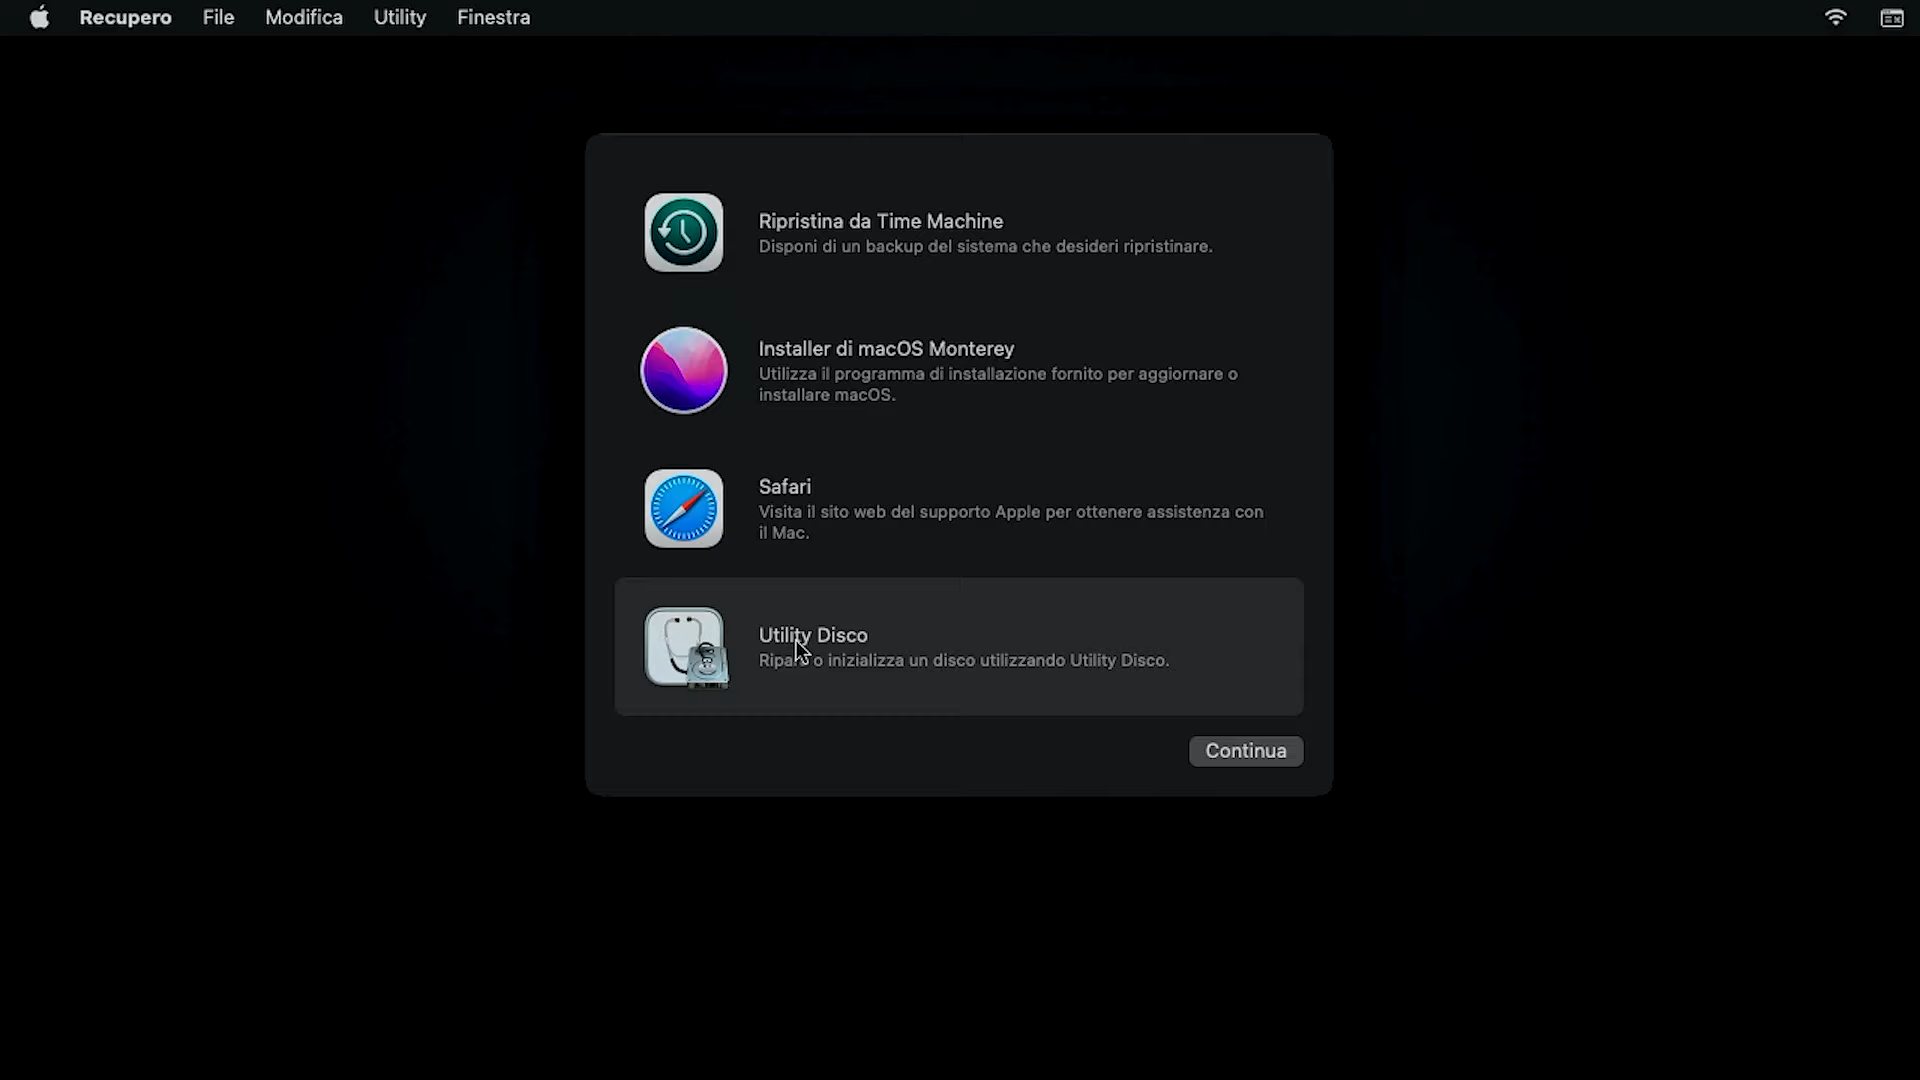 Recupero File Modifica Utility Finestra
Ripristina da Time Machine
Disponi di un backup del sistema che desideri ripristinare.
Installer di macOS Monterey
Utilizza il programma di installazione fornito per aggiornare o
installare macOS.
Safari
Visita il sito web del supporto Apple per ottenere assistenza con
il Mac.
Utility Disco
Ripara o inizializza un disco utilizzando Utility Disco.
Continua